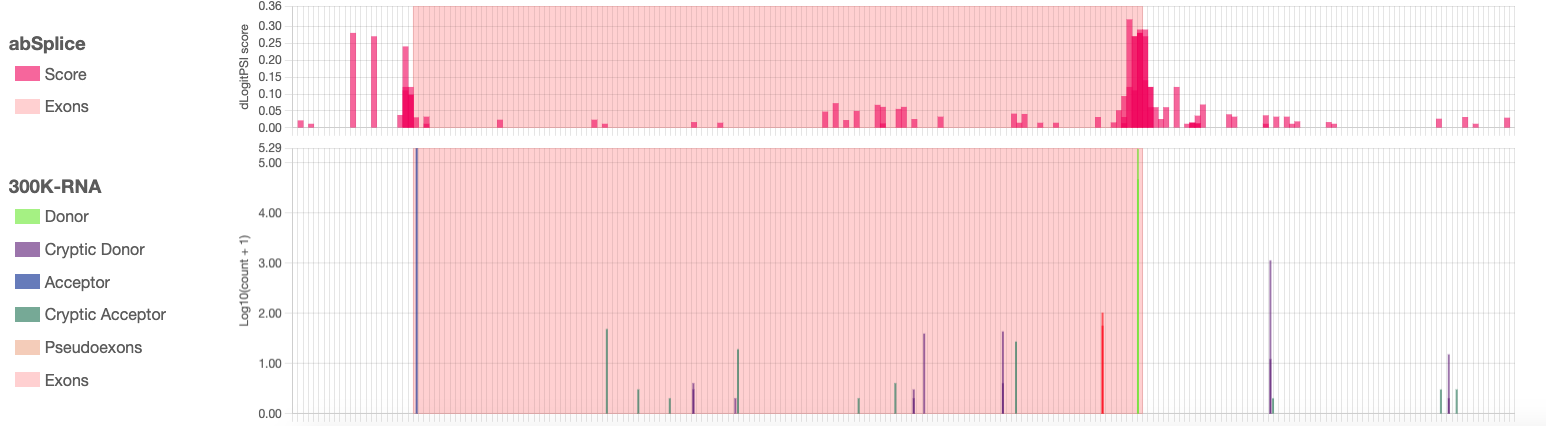 abSplice
Score
Exons
dLogitPSI score
0.36
0.30
0.25
0.20
0.15
0.10
0.05
0.00
300K-RNA
Donor
Cryptic Donor
Acceptor
Cryptic Acceptor
Pseudoexons
Exons
Log10(count + 1)
5.29
5.00
4.00
3.00
2.00
1.00
0.00